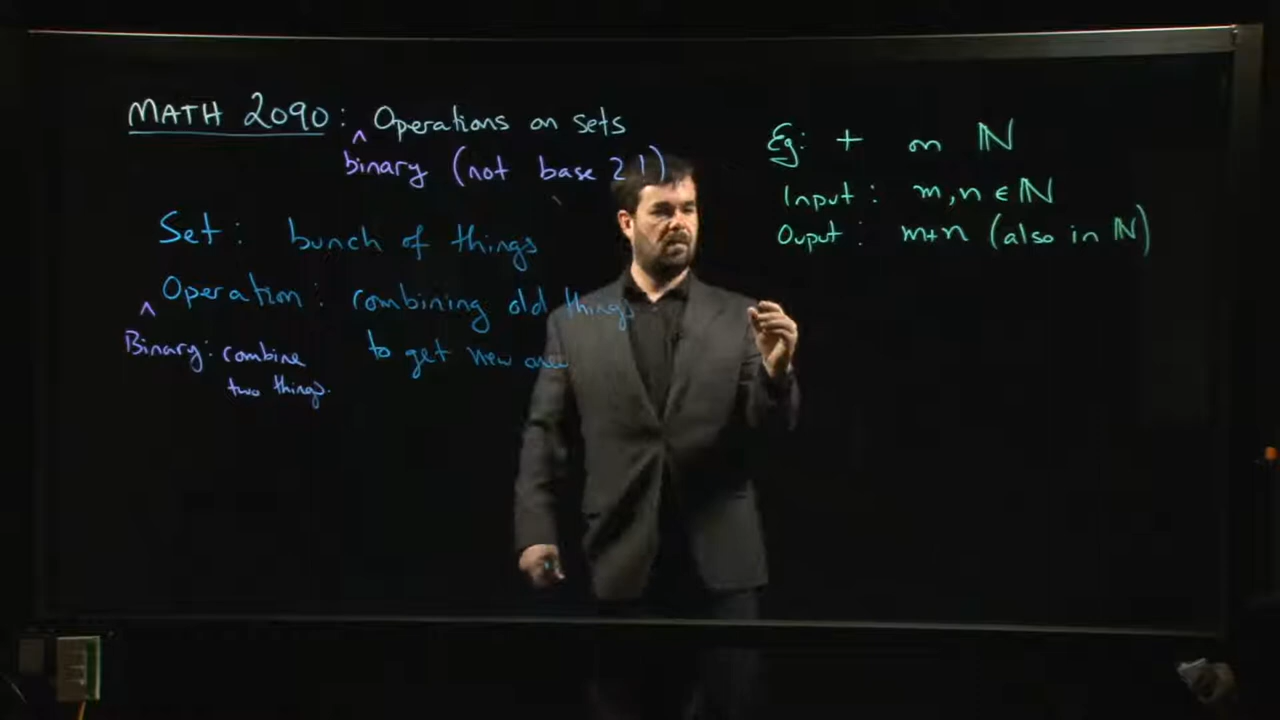 MATH 2090: Operations on sets
^ binary (not base 2!)
Set: bunch of things
Operation: combining old things
to get new ones
^ Binary: combine
two things.
Eg: + on ℕ
Input: m,n ∈ ℕ
Ouput: m+n (also in ℕ)